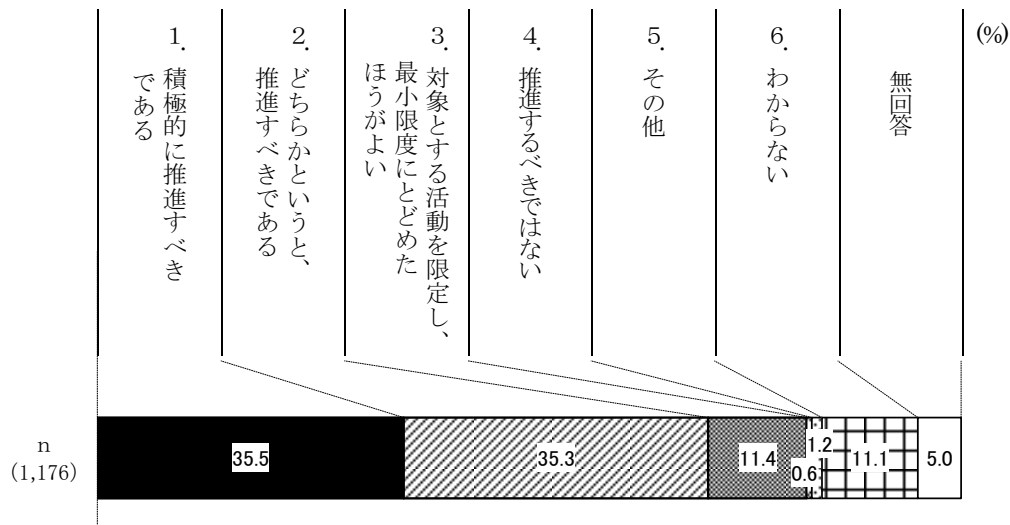 1．積極的に推進すべき
である
2．どちらかというと、
推進すべきである
3．対象とする活動を限定し、
最小限度にとどめた
ほうがよい
4．推進するべきではない
5．その他
6．わからない
無回答
(%)
n
(1,176)
35.5
35.3
11.4
0.6
1.2
11.1
5.0